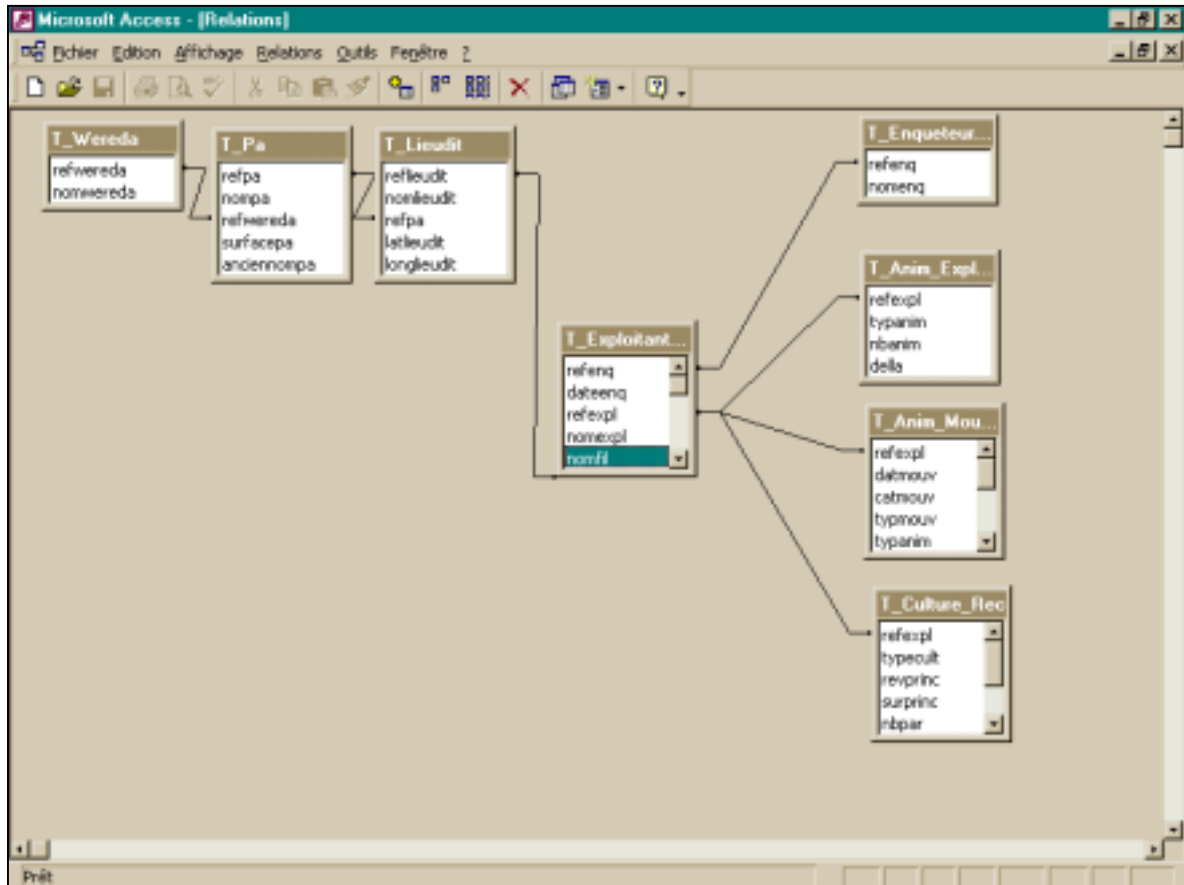 Microsoft Access - [Relations]
Fichier Edition Affichage Relations Outils Fenêtre ?
T_Wereda
refwereda
nomwereda
T_Pa
refpa
nompa
refwereda
surfacepa
anciennompa
T_Lieudit
reflieudit
nomlieudit
refpa
latlieudit
longlieudit
T_Exploitant...
refenq
dateenq
refexpl
nomexpl
nomfil
T_Enqueteur...
refenq
nomenq
T_Anim_Expl...
refexpl
typanim
nbanim
della
T_Anim_Mou...
refexpl
datmouv
catmouv
typmouv
typanim
T_Culture_Rec
refexpl
typecult
revprinc
surprinc
nbpar
Prêt